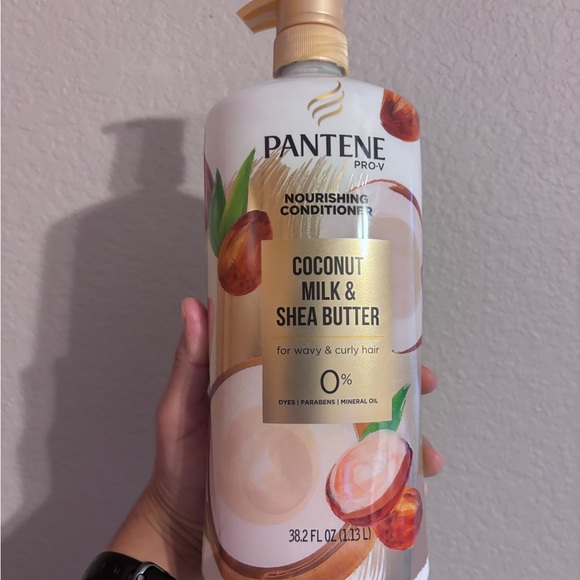 PANTENE
PRO-V
NOURISHING
CONDITIONER
COCONUT
MILK &
SHEA BUTTER
for wavy & curly hair
0%
DYES | PARABENS | MINERAL OIL
38.2 FL OZ (1.13 L)